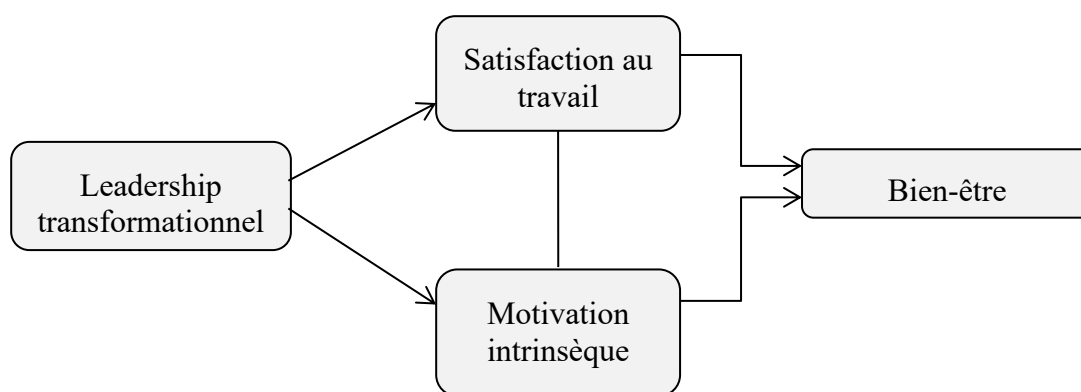 Satisfaction au
travail
Leadership
transformationnel
Bien-être
Motivation
intrinsèque